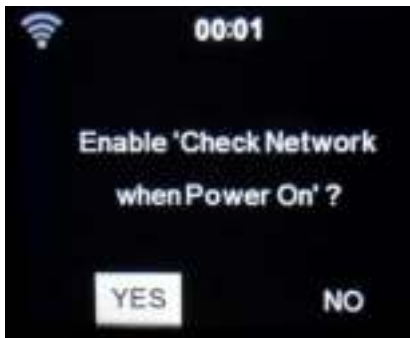 00:01
Enable 'Check Network
when Power On' ?
YES NO